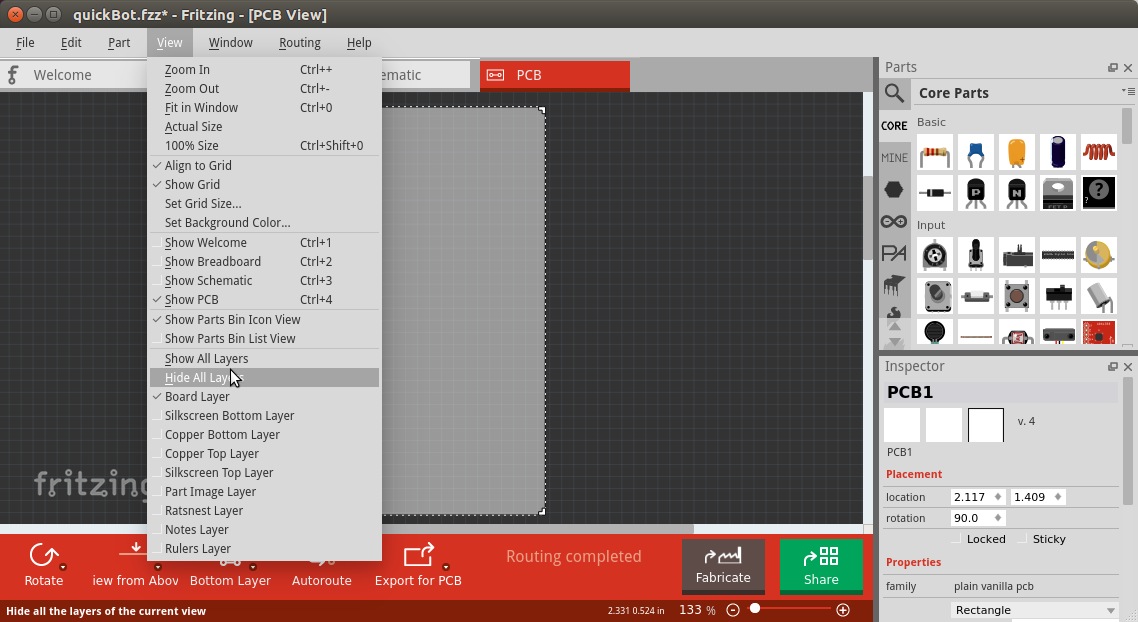 quickBot.fzz* - Fritzing - [PCB View]
File Edit Part View Window Routing Help
Welcome
ematic
PCB
Zoom In Ctrl++
Zoom Out Ctrl+-
Fit in Window Ctrl+0
Actual Size
100% Size Ctrl+Shift+0
Align to Grid
Show Grid
Set Grid Size...
Set Background Color...
Show Welcome Ctrl+1
Show Breadboard Ctrl+2
Show Schematic Ctrl+3
Show PCB Ctrl+4
Show Parts Bin Icon View
Show Parts Bin List View
Show All Layers
Hide All Layers
Board Layer
Silkscreen Bottom Layer
Copper Bottom Layer
Copper Top Layer
Silkscreen Top Layer
Part Image Layer
Ratsnest Layer
Notes Layer
Rulers Layer
fritzing
Parts
Core Parts
CORE
MINE
PA
Basic
P
N
?
?
Input
Inspector
PCB1
v. 4
PCB1
Placement
location 2.117 1.409
rotation 90.0
Locked Sticky
Properties
family plain vanilla pcb
Rectangle
Rotate
iew from Abov
Bottom Layer
Autoroute
Export for PCB
Routing completed
Fabricate
Share
Hide all the layers of the current view
2.331 0.524 in 133 %